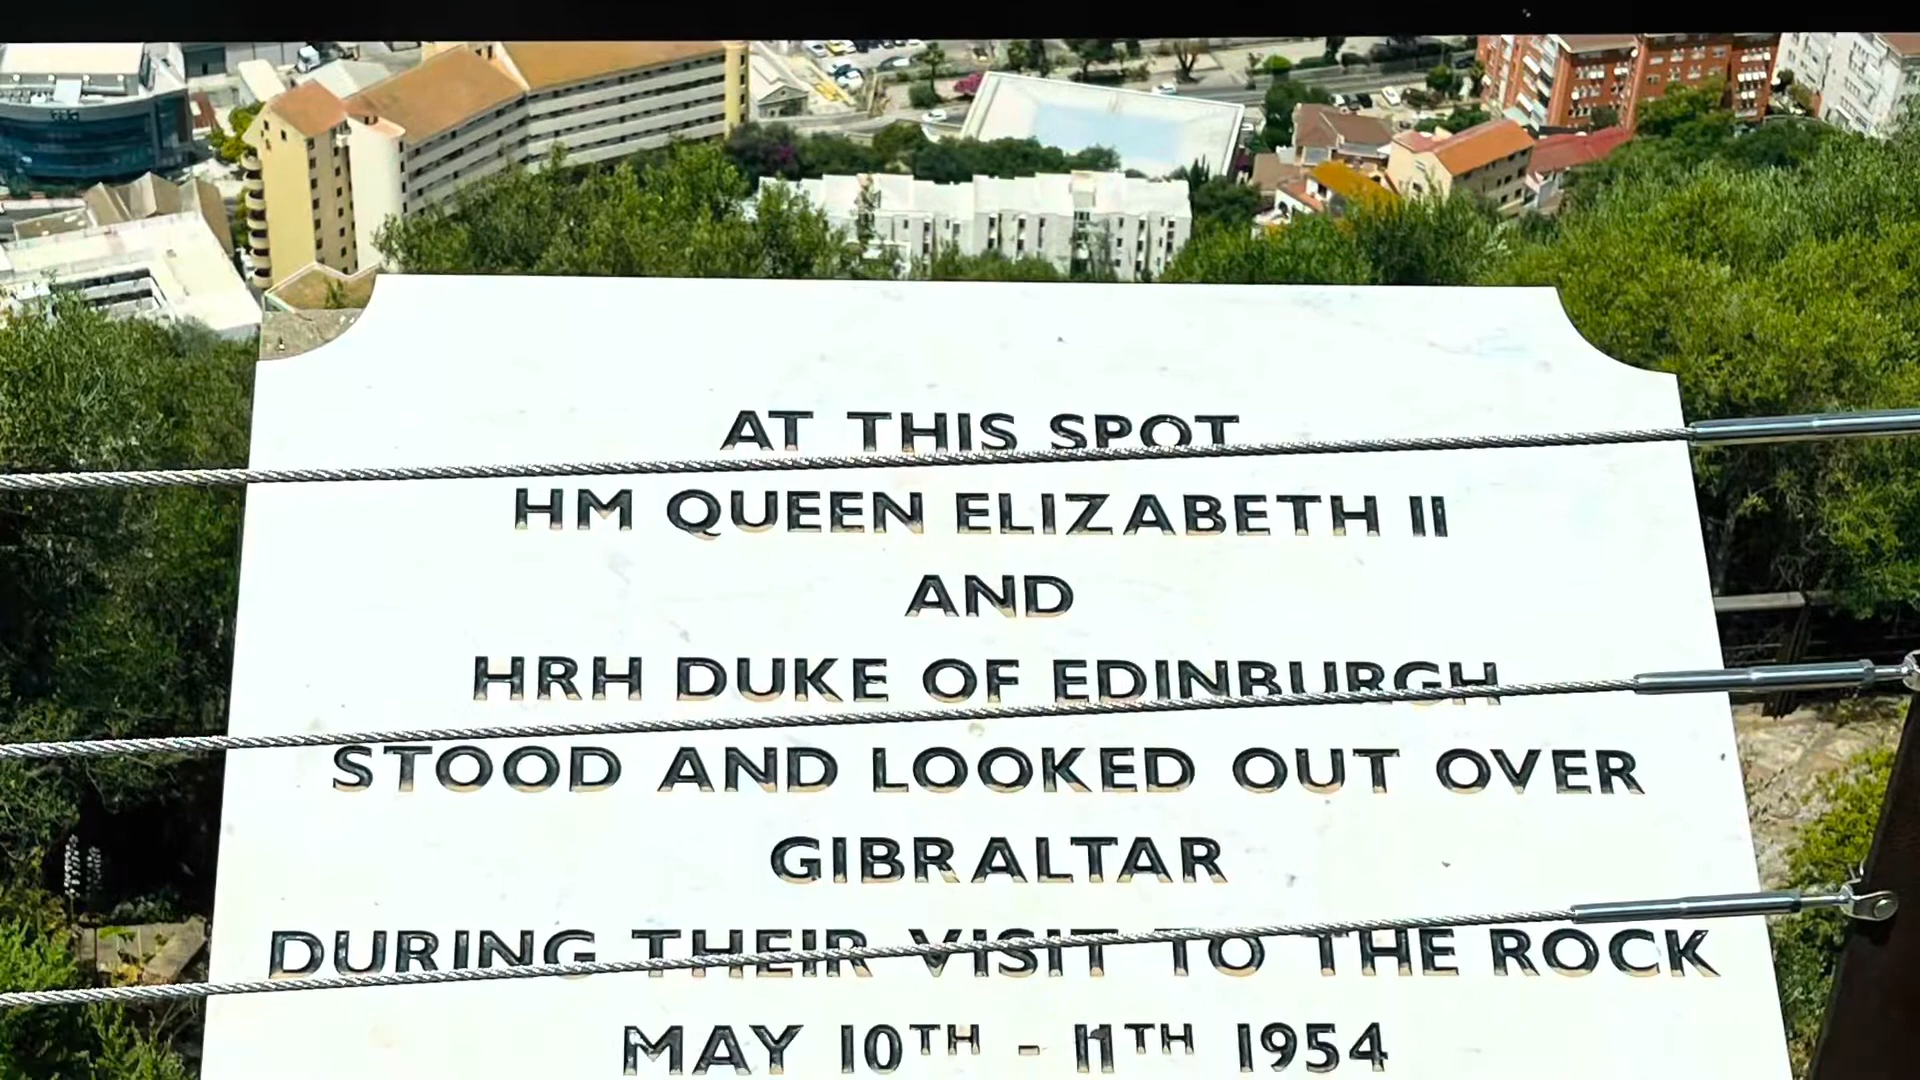 AT THIS SPOT
HM QUEEN ELIZABETH II
AND
HRH DUKE OF EDINBURGH
STOOD AND LOOKED OUT OVER
GIBRALTAR
DURING THEIR VISIT TO THE ROCK
MAY 10TH - 11TH 1954